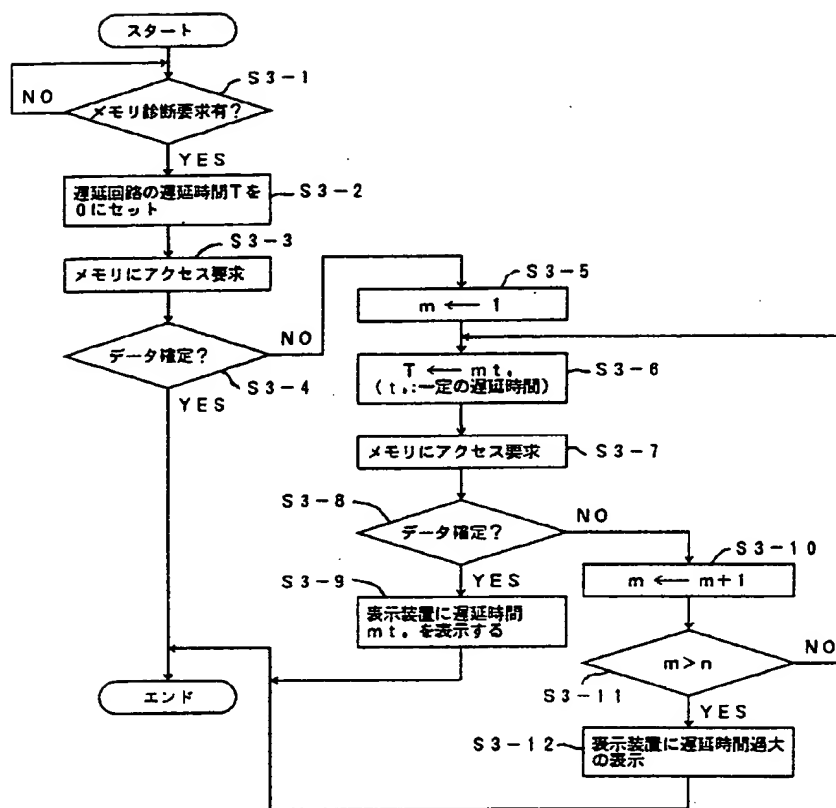 スタート
S3-1
NO
メモリ診断要求有?
YES
遅延回路の遅延時間Tを
0にセット
S3-2
S3-3
メモリにアクセス要求
データ確定?
NO
S3-4
YES
S3-5
m ← 1
T ← mt。
(t。:一定の遅延時間)
S3-6
メモリにアクセス要求
S3-7
S3-8
データ確定?
NO
YES
S3-9
表示装置に遅延時間
mt。を表示する
S3-10
m ← m+1
m>n
NO
S3-11
YES
S3-12
表示装置に遅延時間過大
の表示
エンド